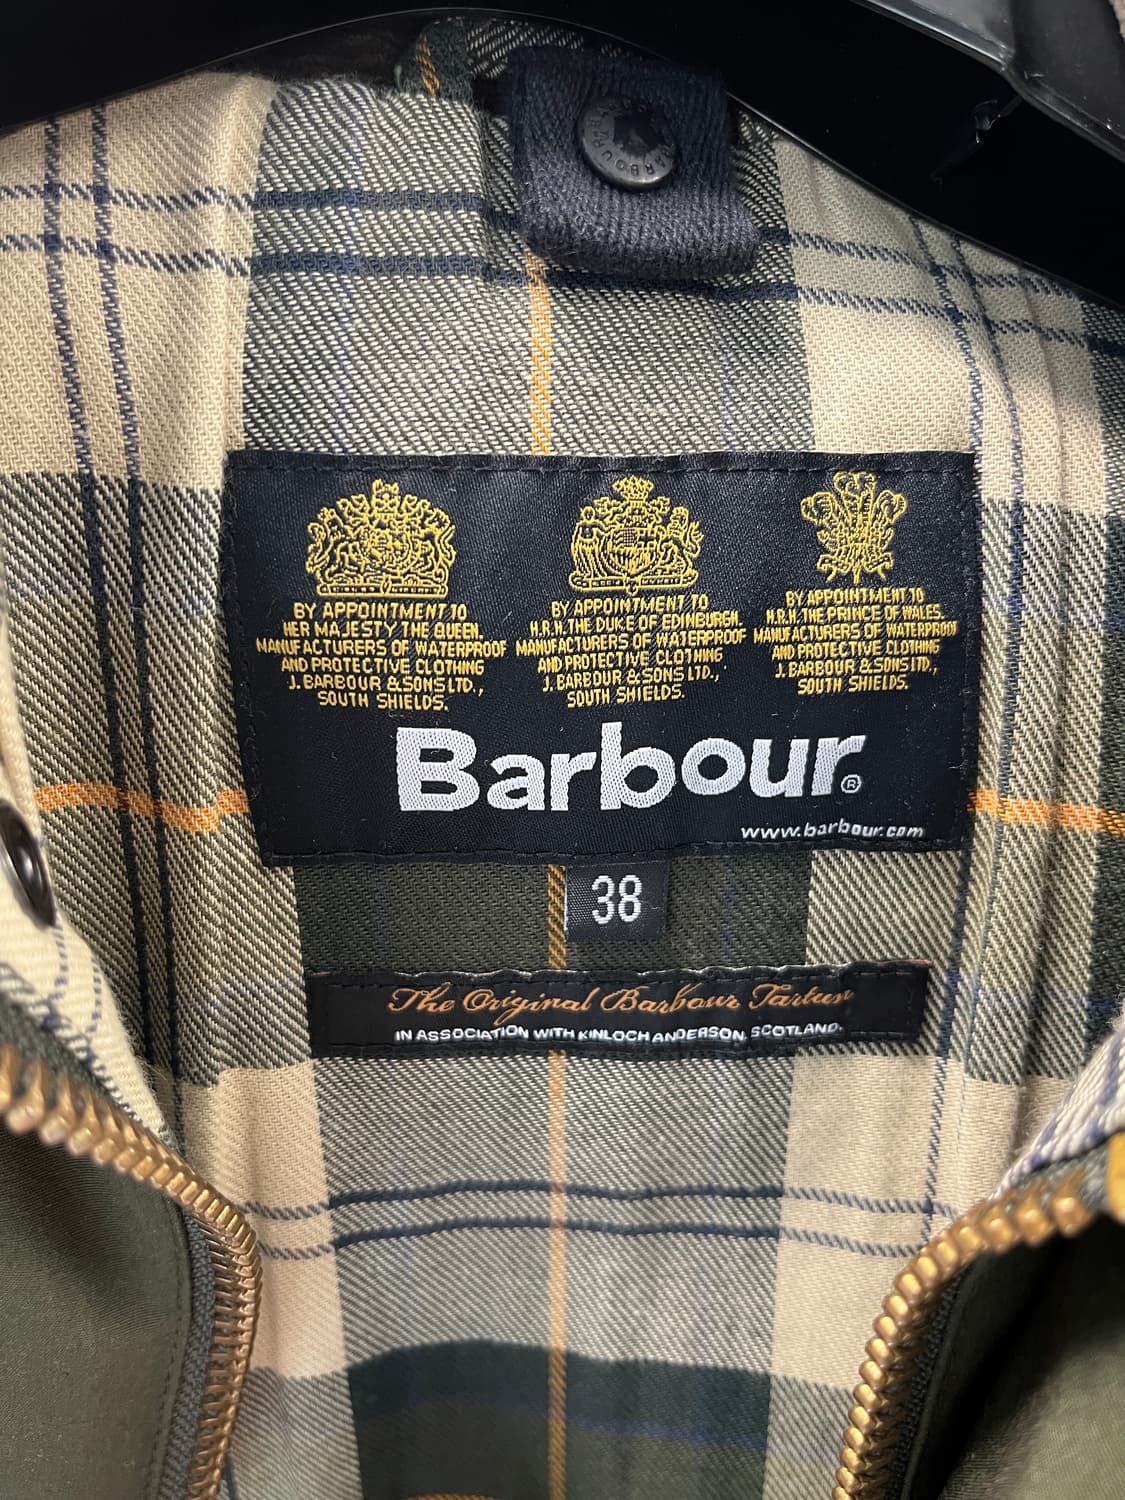 BARBOUR
BY APPOINTMENT TO
HER MAJESTY THE QUEEN.
MANUFACTURERS OF WATERPROOF
AND PROTECTIVE CLOTHING
J. BARBOUR & SONS LTD.,
SOUTH SHIELDS.
BY APPOINTMENT TO
H.R.H. THE DUKE OF EDINBURGH.
MANUFACTURERS OF WATERPROOF
AND PROTECTIVE CLOTHING
J. BARBOUR & SONS LTD.,
SOUTH SHIELDS.
BY APPOINTMENT TO
H.R.H. THE PRINCE OF WALES.
MANUFACTURERS OF WATERPROOF
AND PROTECTIVE CLOTHING
J. BARBOUR & SONS LTD.,
SOUTH SHIELDS.
Barbour®
www.barbour.com
38
The Original Barbour Tartan
IN ASSOCIATION WITH KINLOCH ANDERSON, SCOTLAND.